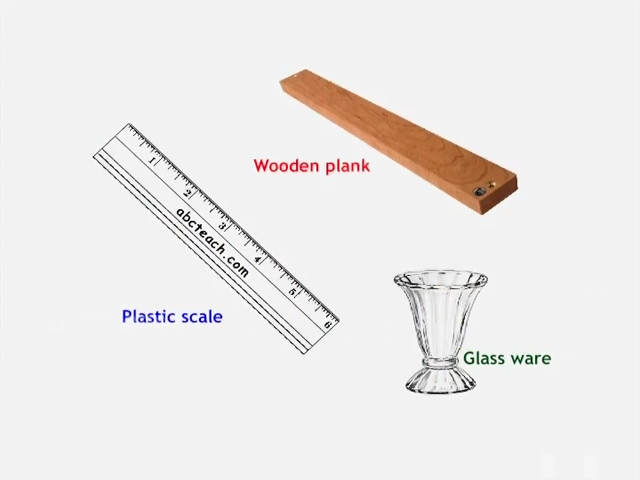 Wooden plank
1 2 3 4 5 6
abcteach.com
Plastic scale
Glass ware